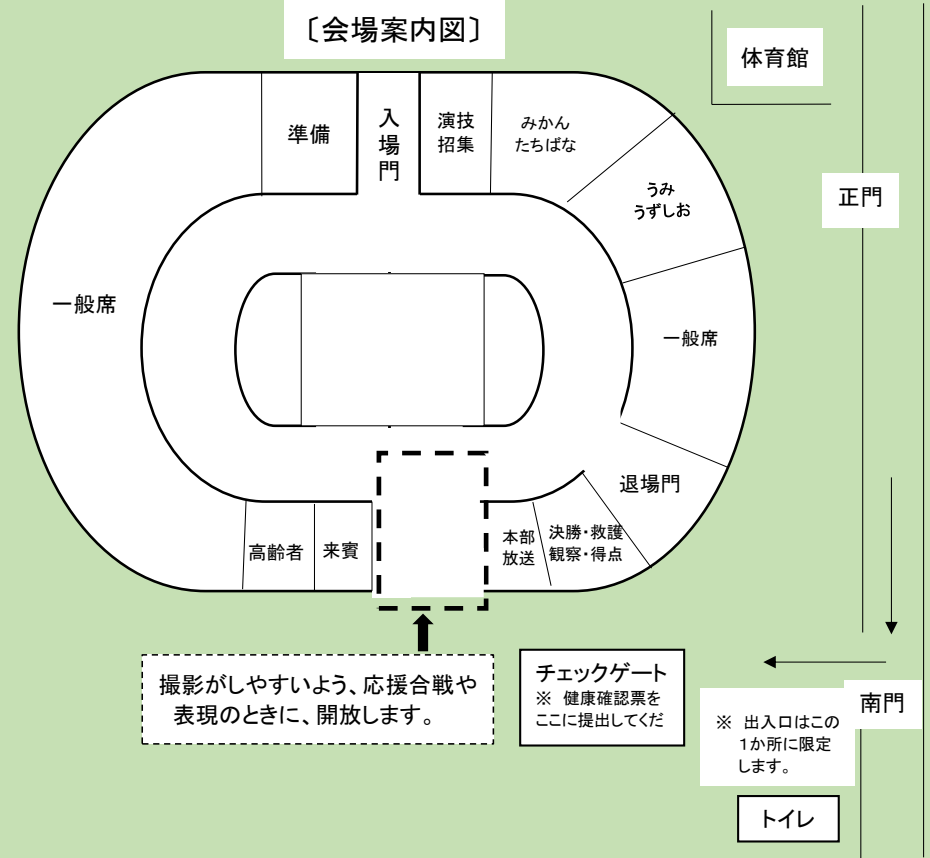 〔会場案内図〕
体育館
準備
入場門
演技
招集
みかん
たちばな
うみ
うずしお
正門
一般席
一般席
退場門
高齢者
来賓
本部
放送
決勝・救護
観察・得点
撮影がしやすいよう、応援合戦や
表現のときに、開放します。
チェックゲート
※ 健康確認票を
ここに提出してくだ
南門
※ 出入口はこの
1か所に限定
します。
トイレ